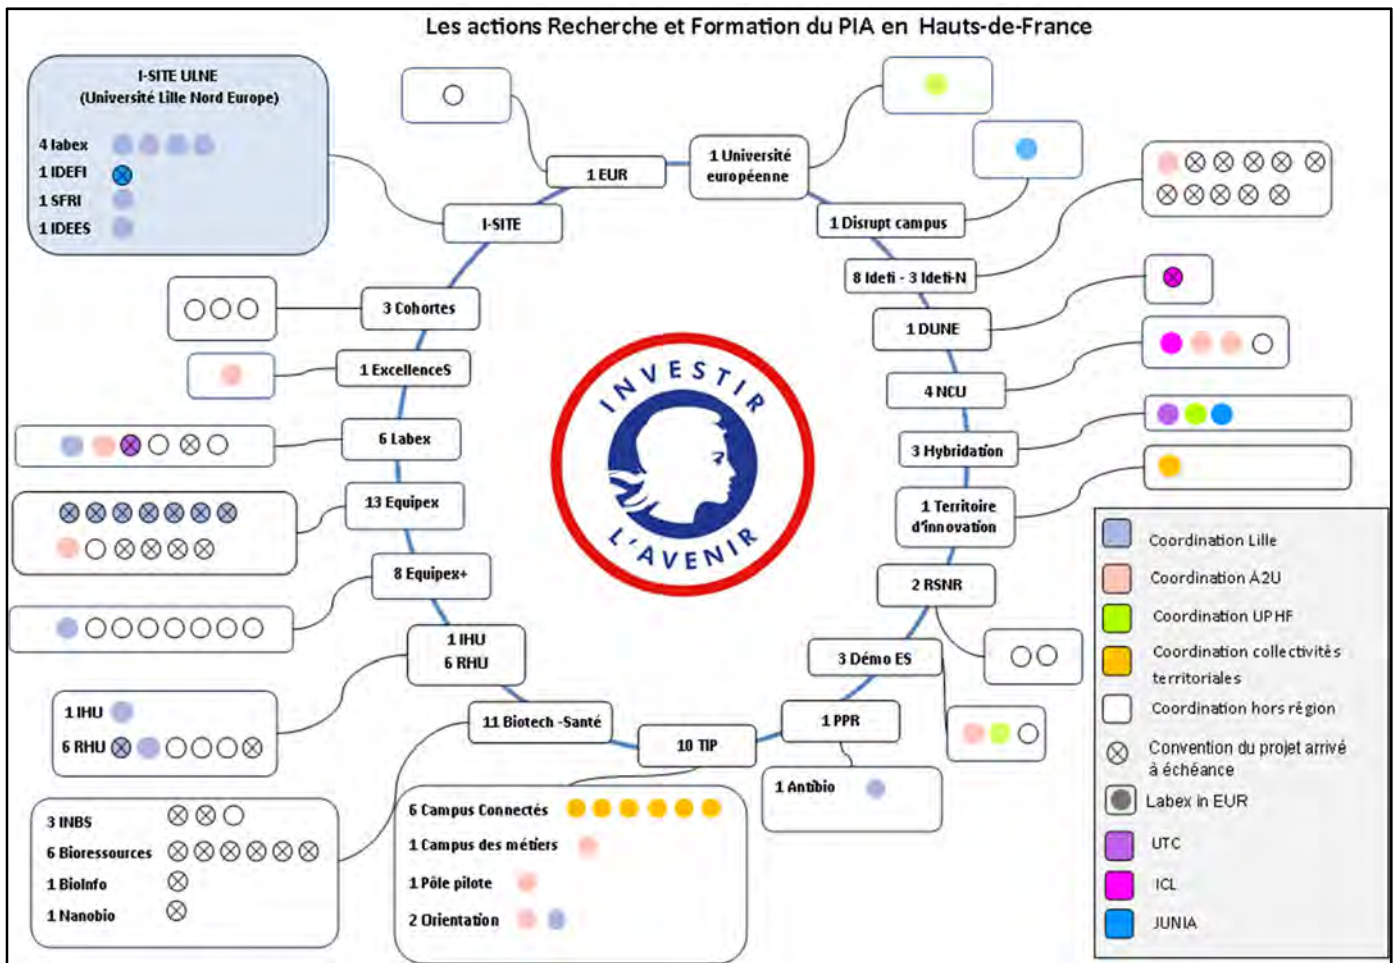 Les actions Recherche et Formation du PIA en Hauts-de-France
I-SITE ULNE
(Université Lille Nord Europe)
4 labex
1 IDEFI
1 SFRI
1 IDEES
1 EUR
1 Université
européenne
I-SITE
1 Disrupt campus
8 Idefi - 3 Idefi-N
3 Cohortes
1 DUNE
1 ExcellenceS
4 NCU
6 Labex
3 Hybridation
13 Equipex
1 Territoire
d'innovation
8 Equipex+
2 RSNR
1 IHU
6 RHU
3 Démo ES
11 Biotech -Santé
1 PPR
10 TIP
INVESTIR
L'AVENIR
1 IHU
6 RHU
3 INBS
6 Bioressources
1 BioInfo
1 Nanobio
6 Campus Connectés
1 Campus des métiers
1 Pôle pilote
2 Orientation
1 Antibio
Coordination Lille
Coordination A2U
Coordination UPHF
Coordination collectivités
territoriales
Coordination hors région
Convention du projet arrivé
à échéance
Labex in EUR
UTC
ICL
JUNIA